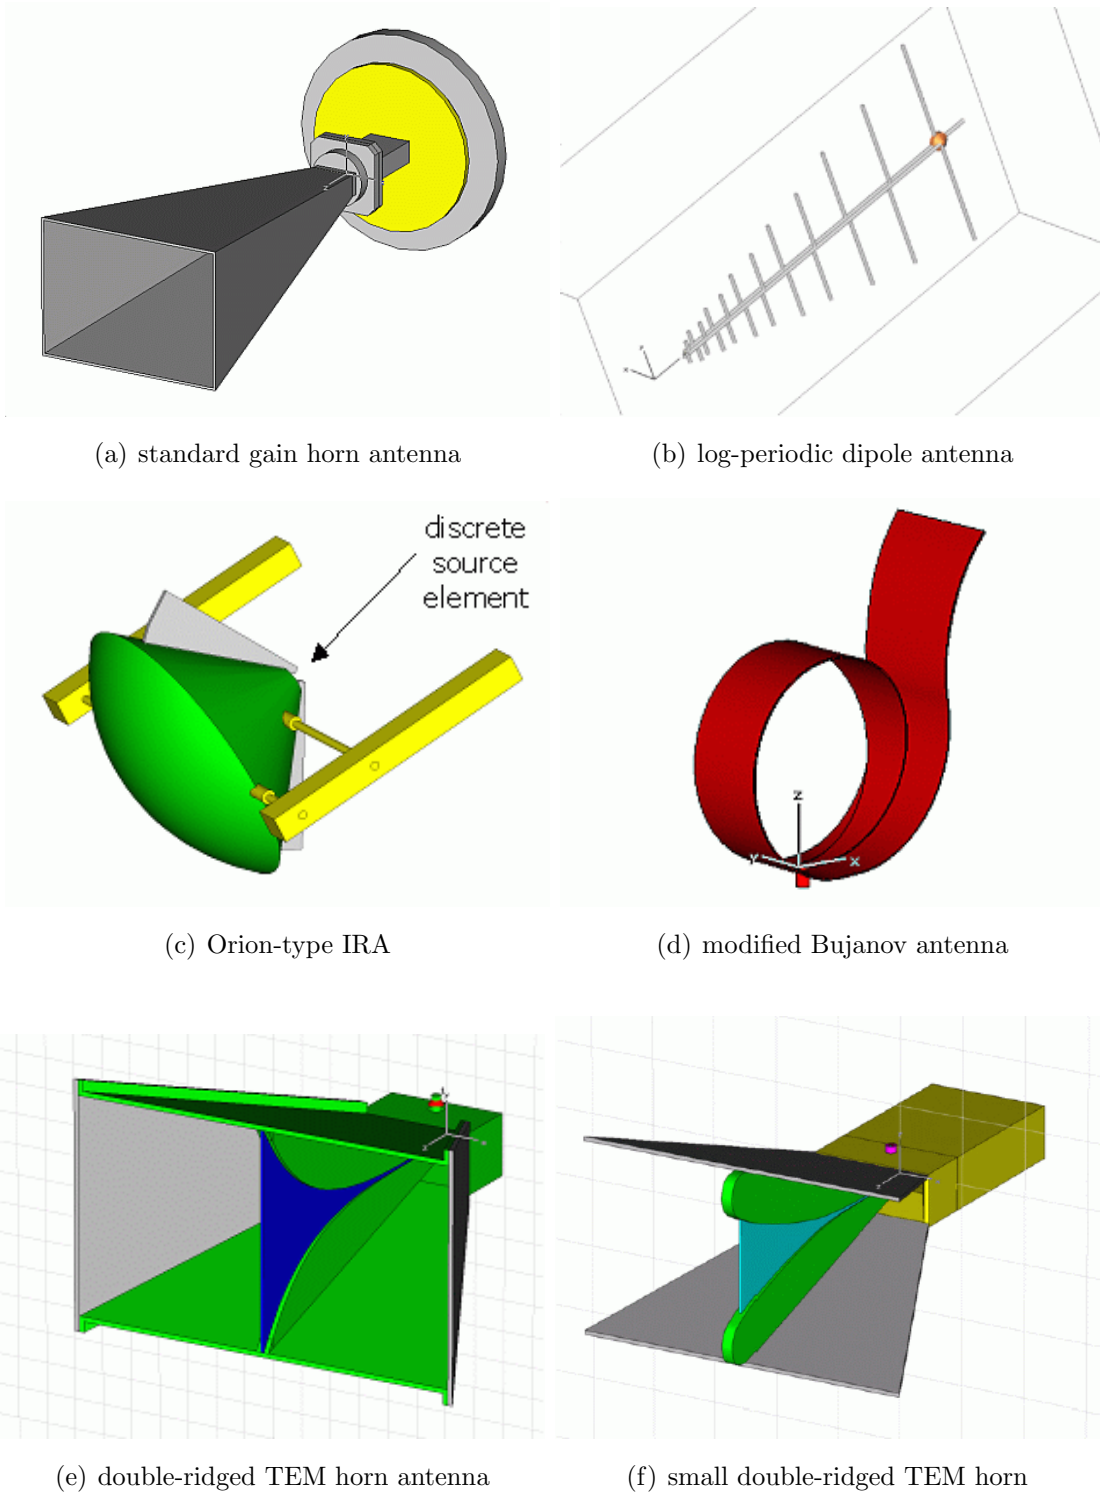 (a) standard gain horn antenna
(b) log-periodic dipole antenna
discrete
source
element
(c) Orion-type IRA
z
Y
X
(d) modified Bujanov antenna
(e) double-ridged TEM horn antenna
(f) small double-ridged TEM horn